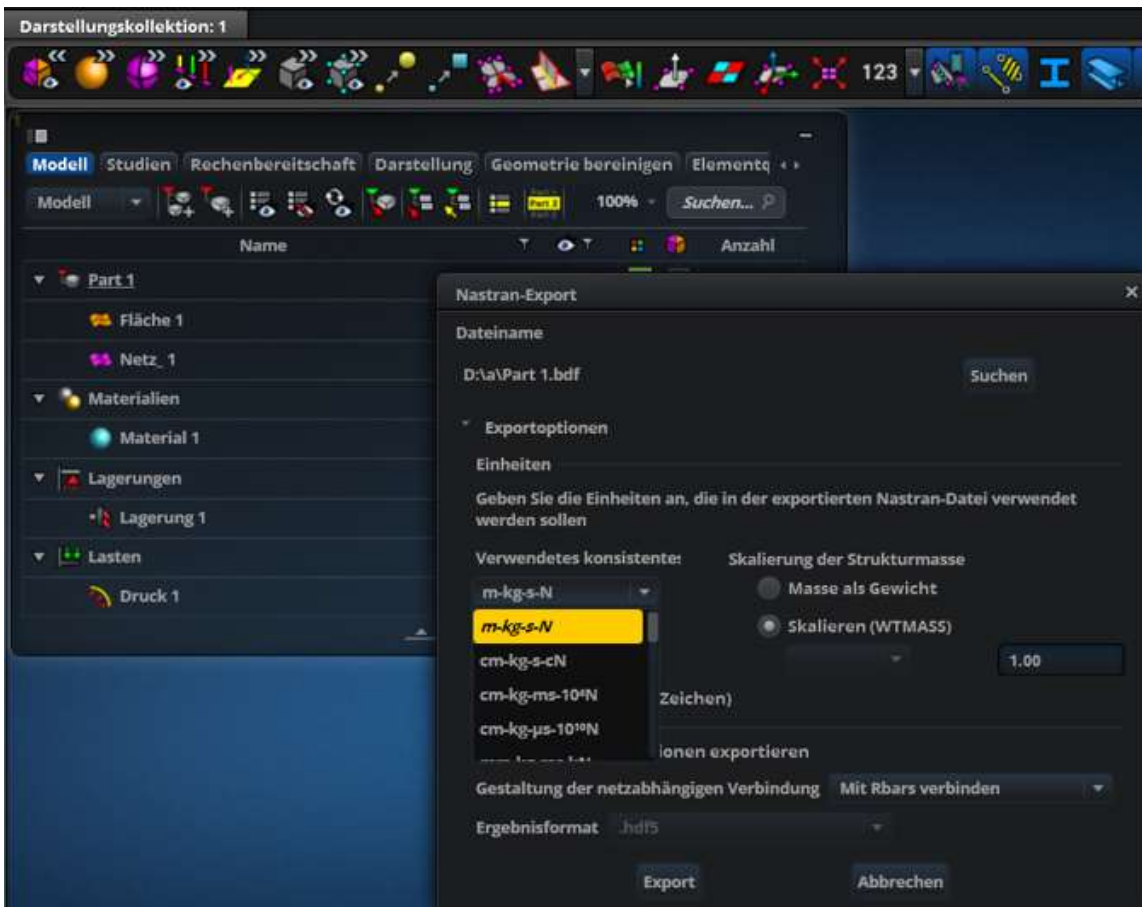 Darstellungskollektion: 1
123
Modell Studien Rechenbereitschaft Darstellung Geometrie bereinigen Elementq
Modell 100% Suchen...
Name Anzahl
Part 1
Fläche 1
Netz_ 1
Materialien
Material 1
Lagerungen
Lagerung 1
Lasten
Druck 1
Nastran-Export
Dateiname
D:\a\Part 1.bdf Suchen
Exportoptionen
Einheiten
Geben Sie die Einheiten an, die in der exportierten Nastran-Datei verwendet
werden sollen
Verwendetes konsistentes Skalierung der Strukturmasse
m-kg-s-N Masse als Gewicht
m-kg-s-N Skalieren (WTMASS)
cm-kg-s-cN 1.00
cm-kg-ms-10⁴N Zeichen)
cm-kg-µs-10¹⁰N
ionen exportieren
Gestaltung der netzabhängigen Verbindung Mit Rbars verbinden
Ergebnisformat .hdf5
Export Abbrechen